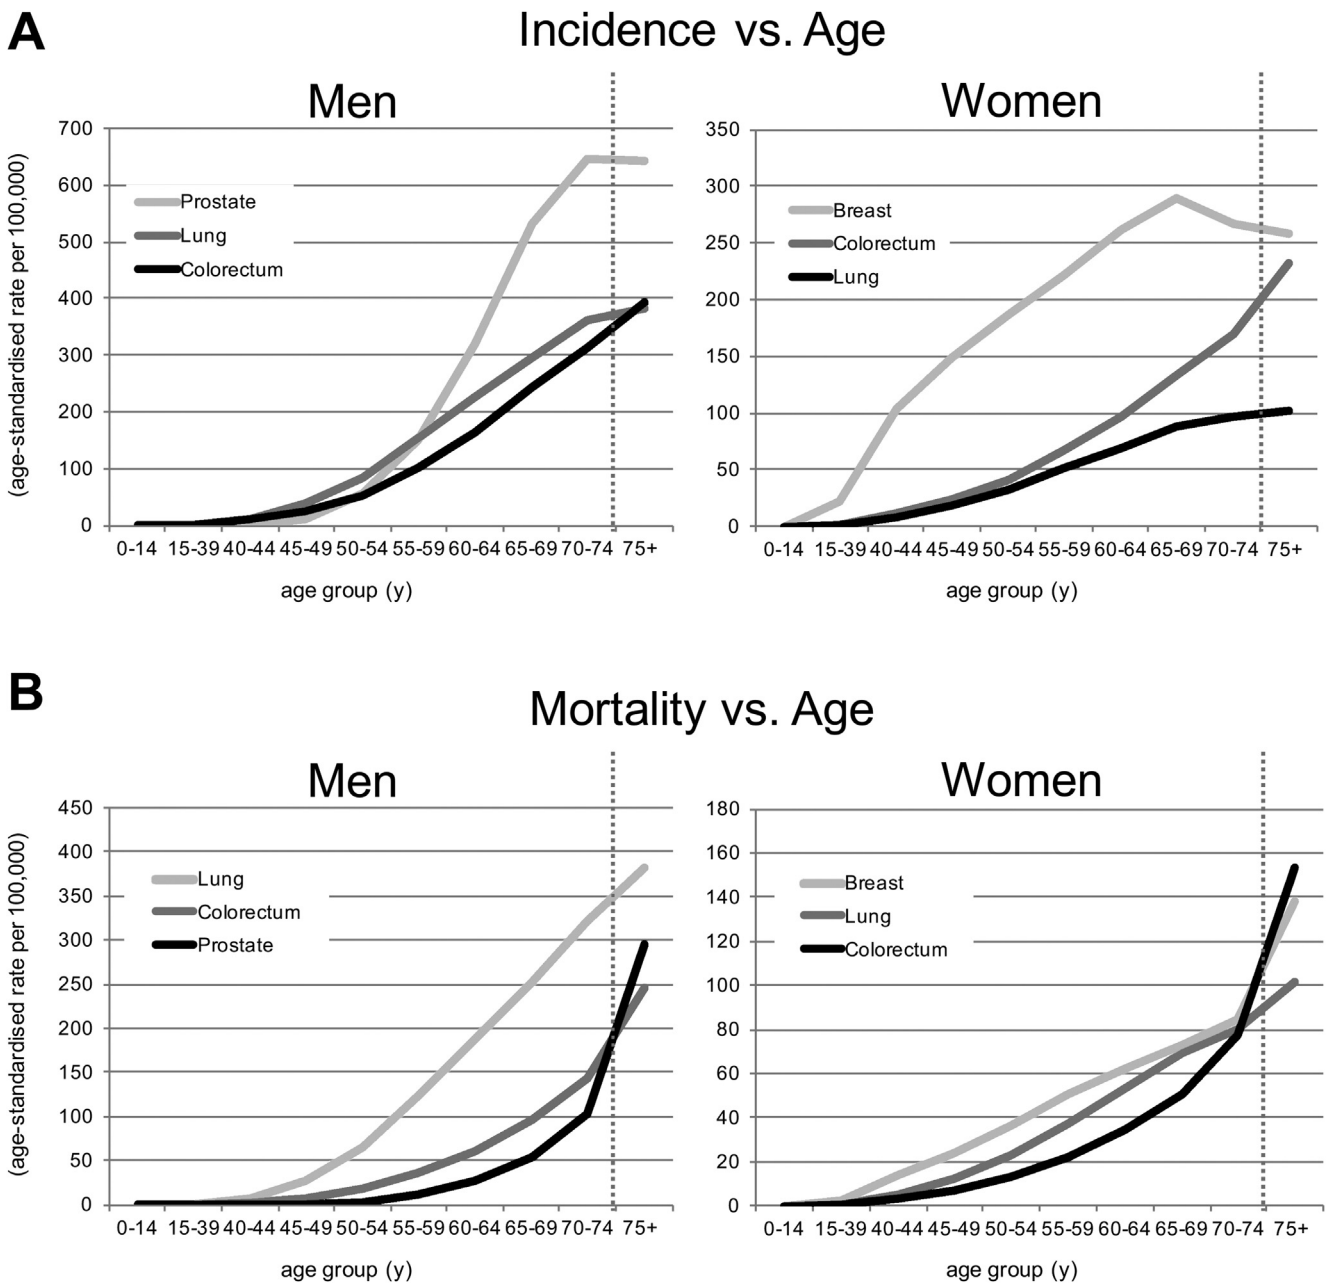 A
Incidence vs. Age
Men
(age-standardised rate per 100,000)
700
600
500
400
300
200
100
0
Prostate
Lung
Colorectum
0-14 15-39 40-44 45-49 50-54 55-59 60-64 65-69 70-74 75+
age group (y)
Women
350
300
250
200
150
100
50
0
Breast
Colorectum
Lung
0-14 15-39 40-44 45-49 50-54 55-59 60-64 65-69 70-74 75+
age group (y)
B
Mortality vs. Age
Men
(age-standardised rate per 100,000)
450
400
350
300
250
200
150
100
50
0
Lung
Colorectum
Prostate
0-14 15-39 40-44 45-49 50-54 55-59 60-64 65-69 70-74 75+
age group (y)
Women
180
160
140
120
100
80
60
40
20
0
Breast
Lung
Colorectum
0-14 15-39 40-44 45-49 50-54 55-59 60-64 65-69 70-74 75+
age group (y)